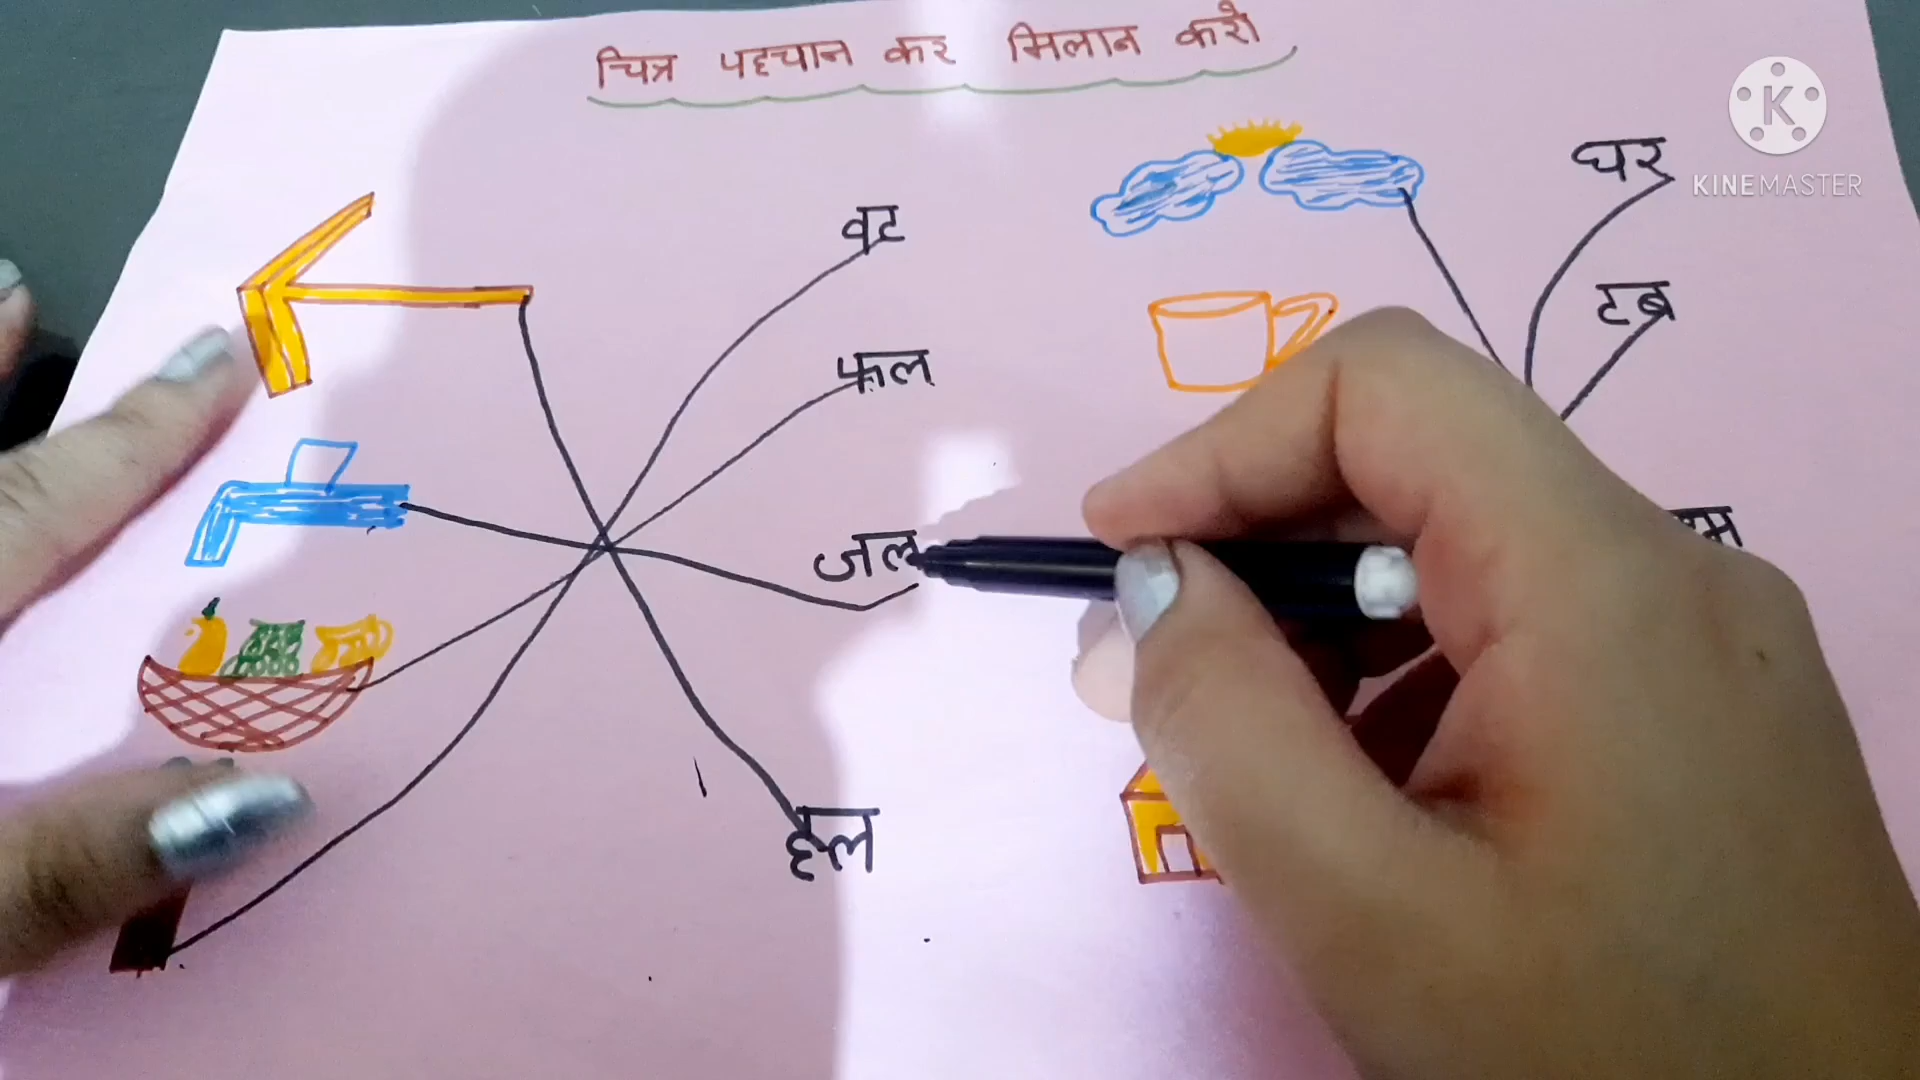 चित्र पहचान कर मिलान करो
वट
फल
जल
हल
घर
टब
K
KINEMASTER